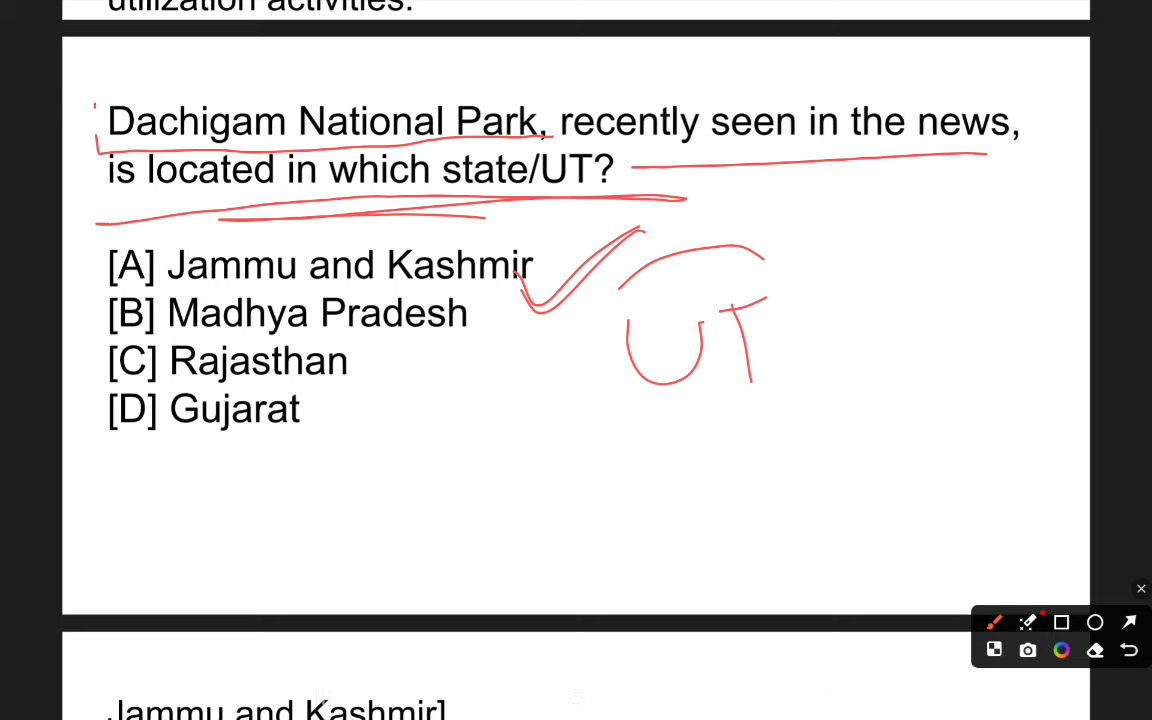 utilization activities.
Dachigam National Park, recently seen in the news,
is located in which state/UT?
[A] Jammu and Kashmir
[B] Madhya Pradesh
[C] Rajasthan
[D] Gujarat
UT
Jammu and Kashmir]